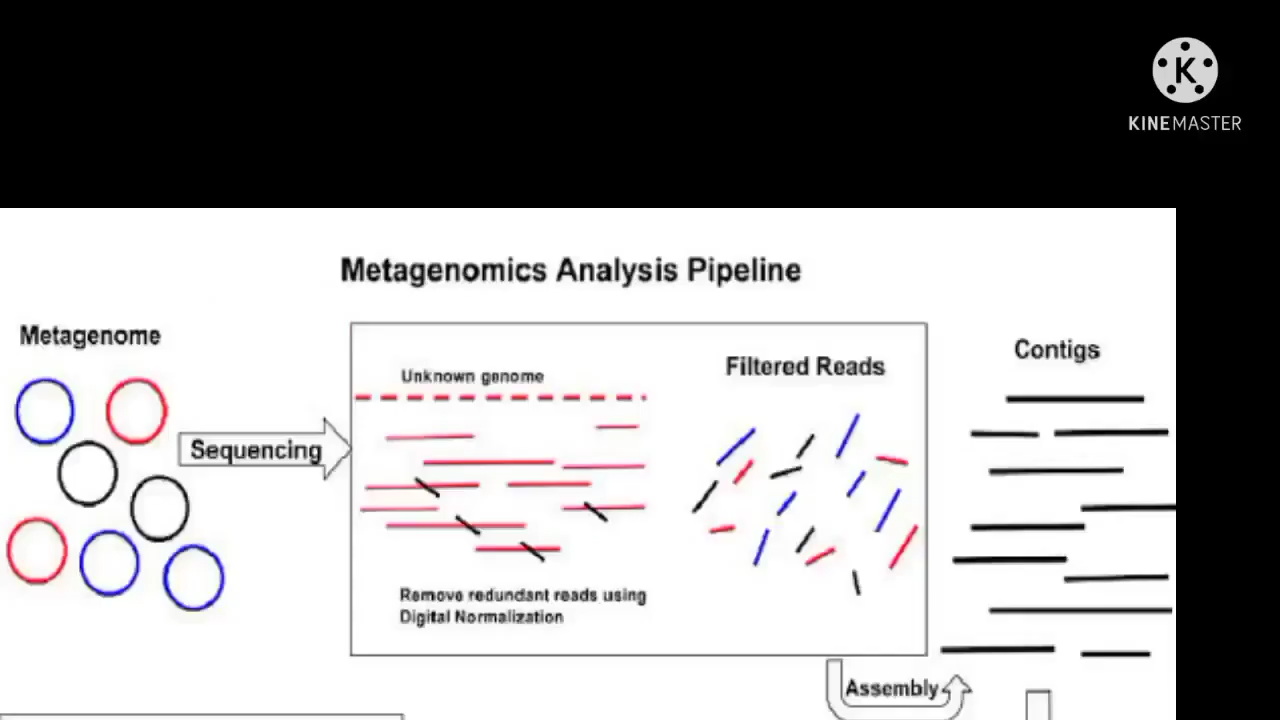 K
KINEMASTER
Metagenomics Analysis Pipeline
Metagenome
Contigs
Unknown genome
Filtered Reads
Sequencing
Remove redundant reads using
Digital Normalization
Assembly